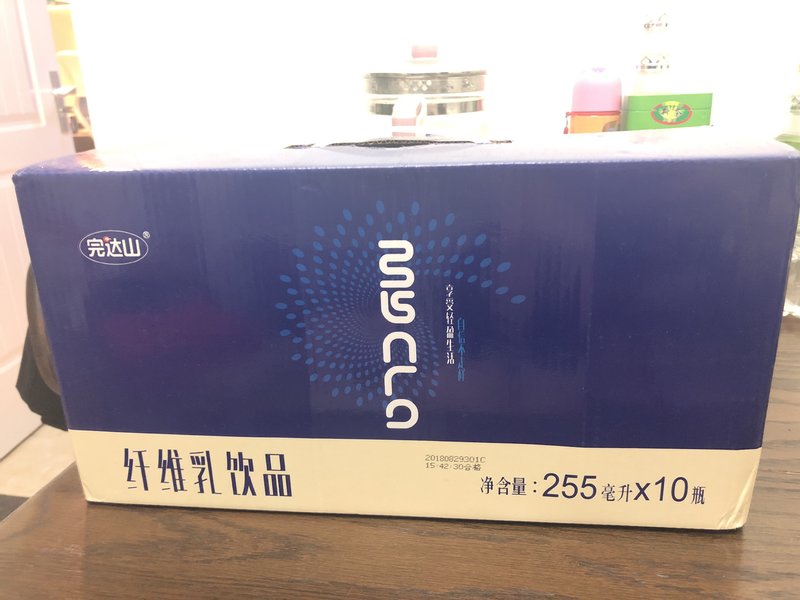 完达山®
享受轻盈生活
纤维乳饮品
20180829301C
15:42:30合格
净含量：255毫升x10瓶